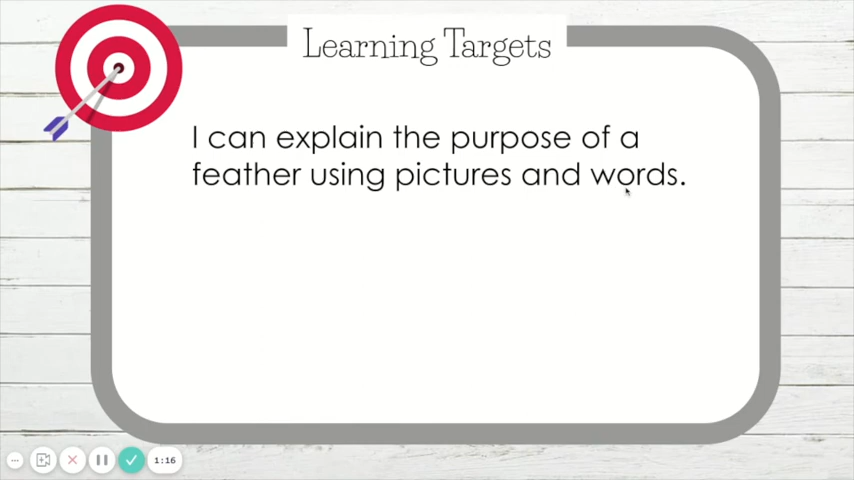 Learning Targets
I can explain the purpose of a
feather using pictures and words.
1:16